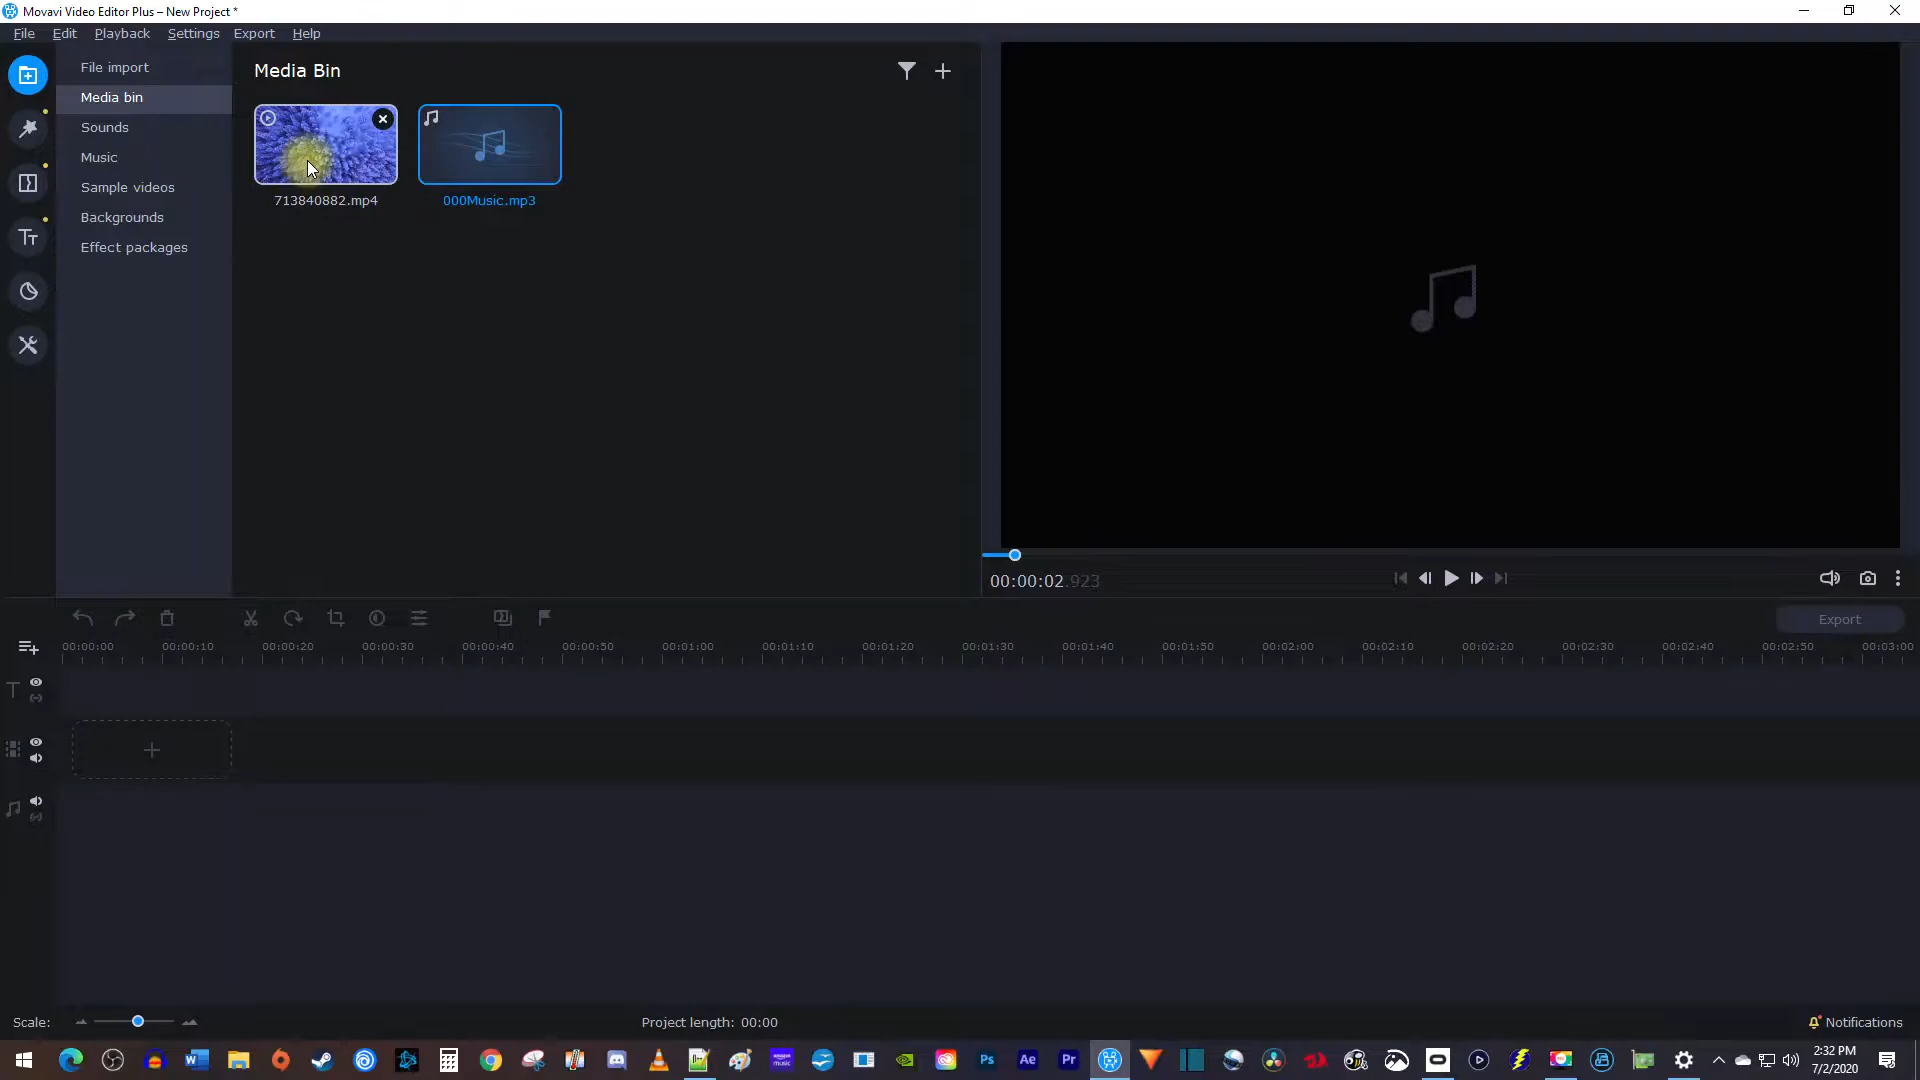 Movavi Video Editor Plus – New Project *
File Edit Playback Settings Export Help
File import
Media bin
Sounds
Music
Sample videos
Backgrounds
Effect packages
Media Bin
713840882.mp4
000Music.mp3
00:00:02.923
Export
00:00:00 00:00:10 00:00:20 00:00:30 00:00:40 00:00:50 00:01:00 00:01:10 00:01:20 00:01:30 00:01:40 00:01:50 00:02:00 00:02:10 00:02:20 00:02:30 00:02:40 00:02:50 00:03:00
Scale:
Project length: 00:00
Notifications
Ps Ae Pr
2:32 PM
7/2/2020